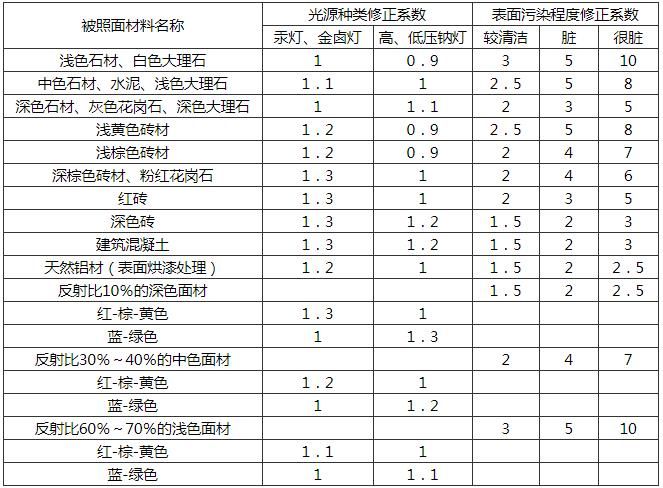 被照面材料名称 光源种类修正系数 表面污染程度修正系数
汞灯、金卤灯 高、低压钠灯 较清洁 脏 很脏
浅色石材、白色大理石 1 0.9 3 5 10
中色石材、水泥、浅色大理石 1.1 1 2.5 5 8
深色石材、灰色花岗石、深色大理石 1 1.1 2 3 5
浅黄色砖材 1.2 0.9 2.5 5 8
浅棕色砖材 1.2 0.9 2 4 7
深棕色砖材、粉红花岗石 1.3 1 2 4 6
红砖 1.3 1 2 3 5
深色砖 1.3 1.2 1.5 2 3
建筑混凝土 1.3 1.2 1.5 2 3
天然铝材（表面烘漆处理） 1.2 1 1.5 2 2.5
反射比10%的深色面材 1.5 2 2.5
红-棕-黄色 1.3 1
蓝-绿色 1 1.3
反射比30%～40%的中色面材 2 4 7
红-棕-黄色 1.2 1
蓝-绿色 1 1.2
反射比60%～70%的浅色面材 3 5 10
红-棕-黄色 1.1 1
蓝-绿色 1 1.1